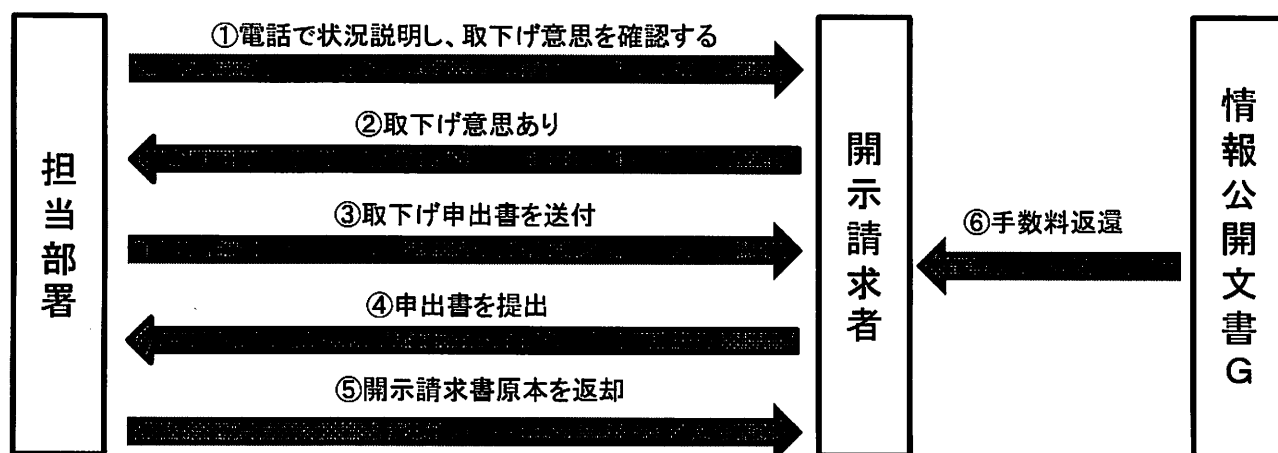 ①電話で状況説明し、取下げ意思を確認する
②取下げ意思あり
③取下げ申出書を送付
④申出書を提出
⑤開示請求書原本を返却
担当部署
開示請求者
⑥手数料返還
情報公開文書G